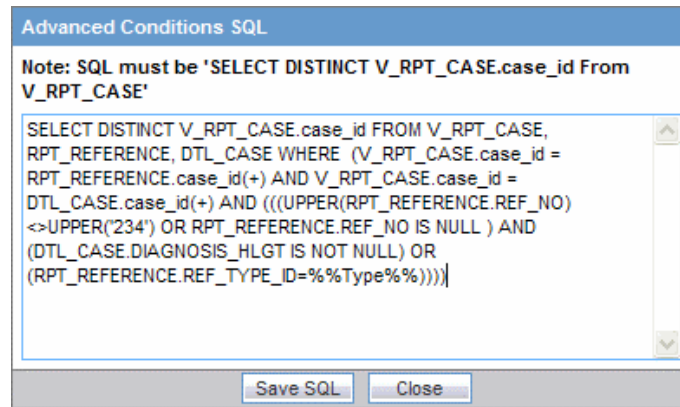 Advanced Conditions SQL
Note: SQL must be 'SELECT DISTINCT V_RPT_CASE.case_id From
V_RPT_CASE'
SELECT DISTINCT V_RPT_CASE.case_id FROM V_RPT_CASE,
RPT_REFERENCE, DTL_CASE WHERE  (V_RPT_CASE.case_id =
RPT_REFERENCE.case_id(+) AND V_RPT_CASE.case_id =
DTL_CASE.case_id(+) AND (((UPPER(RPT_REFERENCE.REF_NO)
<>UPPER('234') OR RPT_REFERENCE.REF_NO IS NULL ) AND
(DTL_CASE.DIAGNOSIS_HLGT IS NOT NULL) OR
(RPT_REFERENCE.REF_TYPE_ID=%%Type%%))))
Save SQL Close